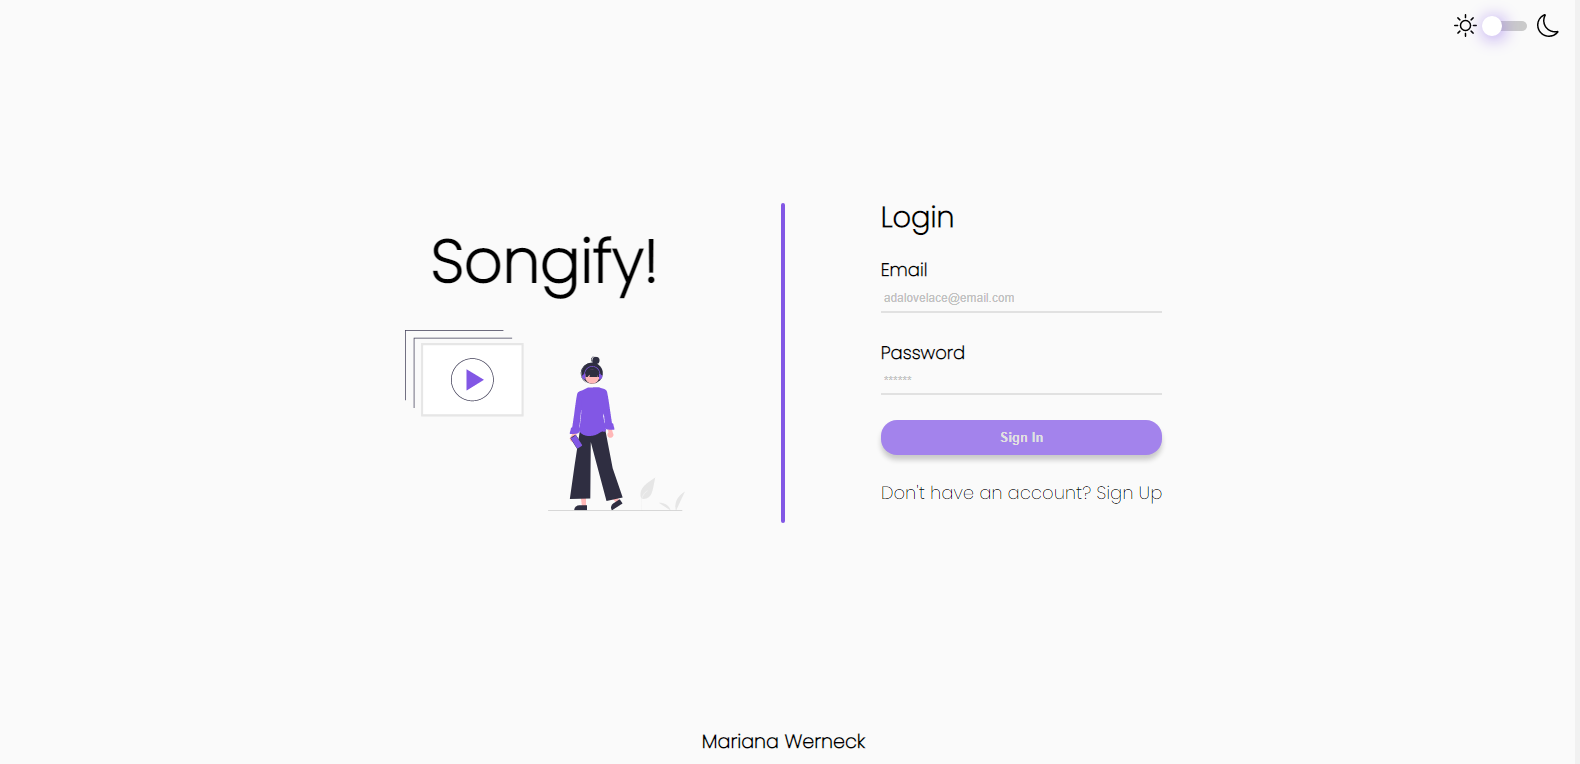 Songify!
Login
Email
adalovelace@email.com
Password
******
Sign In
Don't have an account? Sign Up
Mariana Werneck